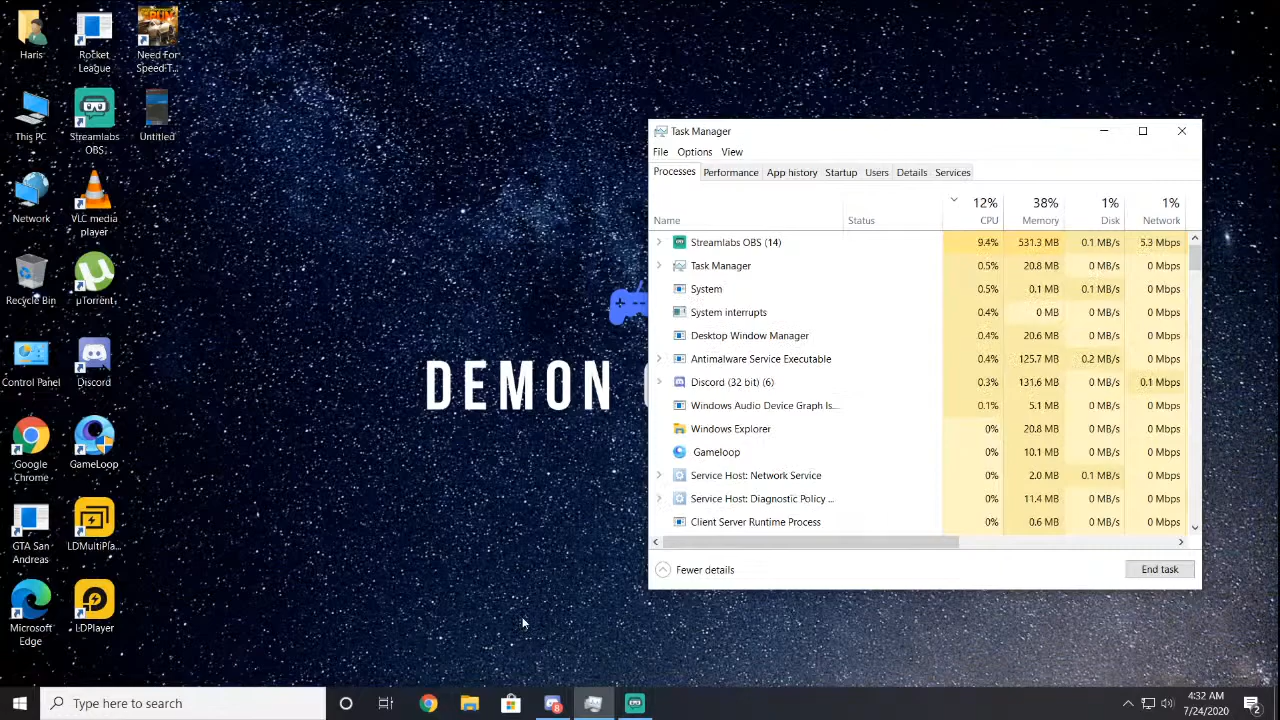 Haris
Rocket
League
Need For
Speed T...
This PC
Streamlabs
OBS
Untitled
Network
VLC media
player
Recycle Bin
µTorrent
Control Panel
Discord
Google
Chrome
GameLoop
GTA San
Andreas
LDMultiPla...
Microsoft
Edge
LDPlayer
DEMON
Task Manager
File Options View
Processes Performance App history Startup Users Details Services
12% 38% 1% 1%
Name Status CPU Memory Disk Network
Streamlabs OBS (14) 9.4% 531.3 MB 0.1 MB/s 5.3 Mbps
Task Manager 0.5% 20.8 MB 0 MB/s 0 Mbps
System 0.5% 0.1 MB 0.1 MB/s 0 Mbps
System interrupts 0.4% 0 MB 0 MB/s 0 Mbps
Desktop Window Manager 0.4% 20.6 MB 0 MB/s 0 Mbps
Antimalware Service Executable 0.4% 125.7 MB 0.2 MB/s 0 Mbps
Discord (32 bit) (6) 0.3% 131.6 MB 0 MB/s 0.1 Mbps
Windows Audio Device Graph Is... 0.1% 5.1 MB 0 MB/s 0 Mbps
Windows Explorer 0% 20.8 MB 0 MB/s 0 Mbps
Gameloop 0% 10.1 MB 0 MB/s 0 Mbps
Service Host: Network Service 0% 2.0 MB 0.1 MB/s 0 Mbps
Service Host: Diagnostic Policy ... 0% 11.4 MB 0 MB/s 0 Mbps
Client Server Runtime Process 0% 0.6 MB 0 MB/s 0 Mbps
Fewer details End task
Type here to search
8
4:32 AM
7/24/2020
2